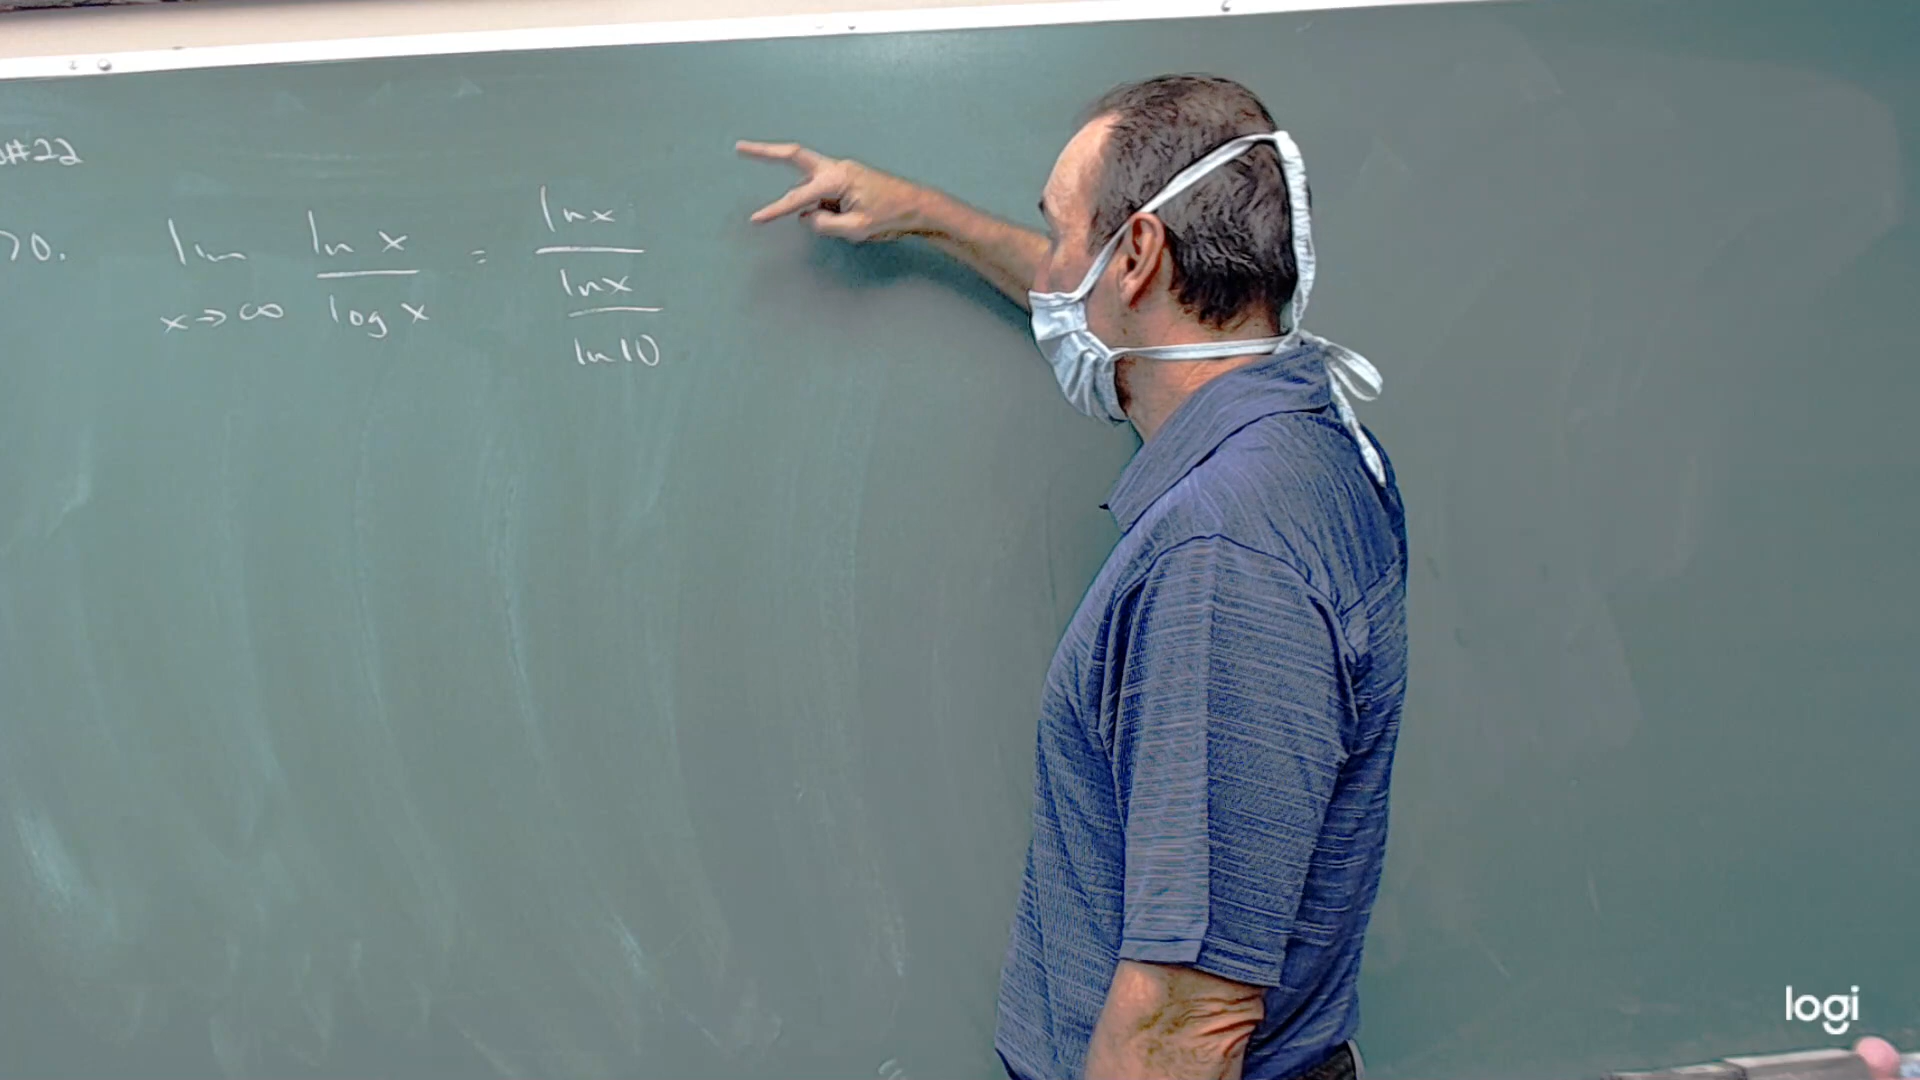 #22
70. lim x→∞ ln x / log x = ln x / (ln x / ln 10)
logi